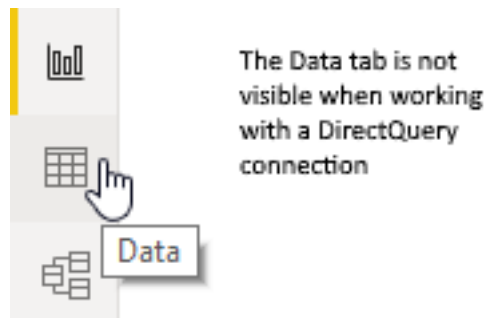 The Data tab is not
visible when working
with a DirectQuery
connection
Data